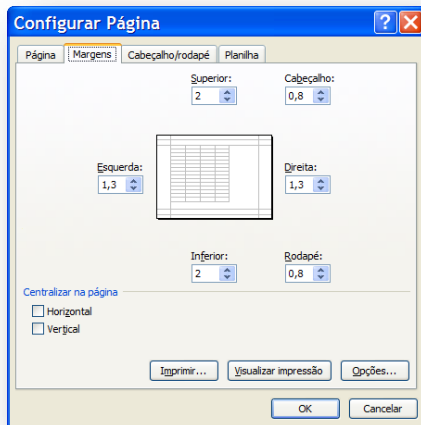 Configurar Página
Página Margens Cabeçalho/rodapé Planilha
Superior: Cabeçalho:
2 0,8
Esquerda: Direita:
1,3 1,3
Inferior: Rodapé:
2 0,8
Centralizar na página
Horizontal
Vertical
Imprimir... Visualizar impressão Opções...
OK Cancelar